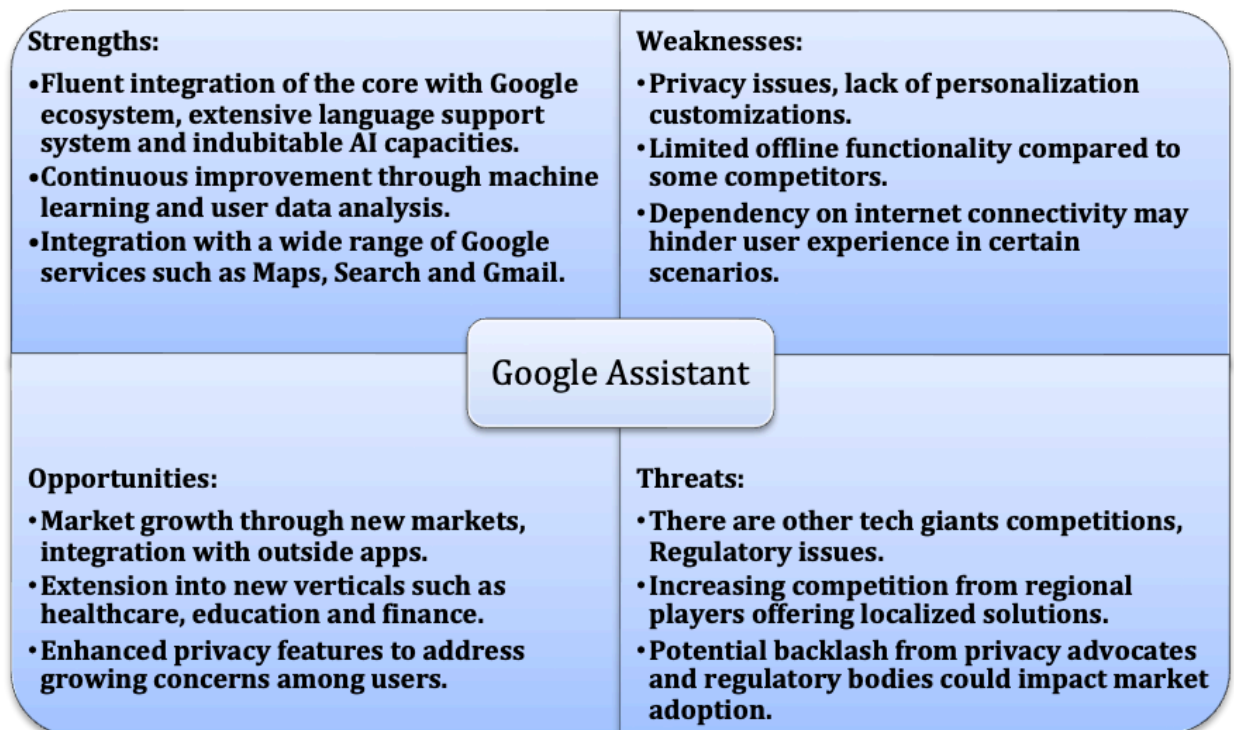 Strengths:
•Fluent integration of the core with Google
ecosystem, extensive language support
system and indubitable AI capacities.
•Continuous improvement through machine
learning and user data analysis.
•Integration with a wide range of Google
services such as Maps, Search and Gmail.
Weaknesses:
•Privacy issues, lack of personalization
customizations.
•Limited offline functionality compared to
some competitors.
•Dependency on internet connectivity may
hinder user experience in certain
scenarios.
Google Assistant
Opportunities:
•Market growth through new markets,
integration with outside apps.
•Extension into new verticals such as
healthcare, education and finance.
•Enhanced privacy features to address
growing concerns among users.
Threats:
•There are other tech giants competitions,
Regulatory issues.
•Increasing competition from regional
players offering localized solutions.
•Potential backlash from privacy advocates
and regulatory bodies could impact market
adoption.